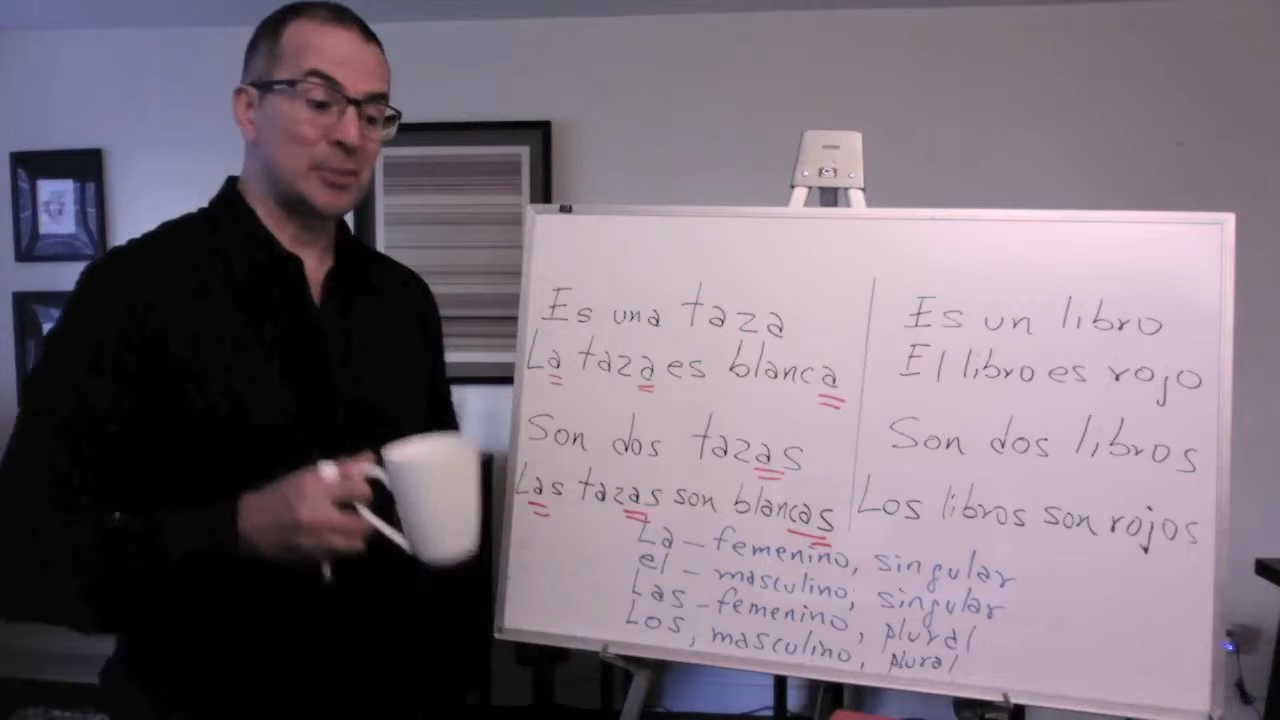 Es una taza
La taza es blanca
Son dos tazas
Las tazas son blancas
Es un libro
El libro es rojo
Son dos libros
Los libros son rojos
La - femenino, singular
el - masculino, singular
Las - femenino, plural
Los, masculino, plural